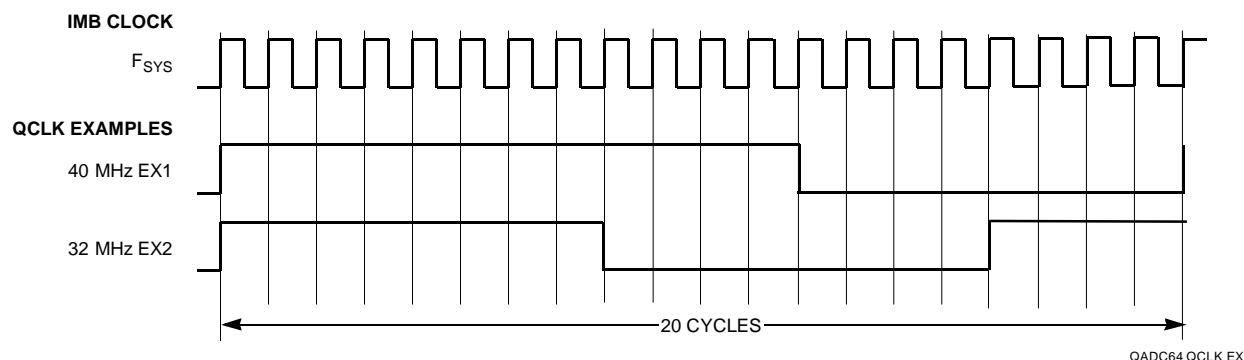 IMB CLOCK
FSYS
QCLK EXAMPLES
40 MHz EX1
32 MHz EX2
20 CYCLES
QADC64 QCLK EX